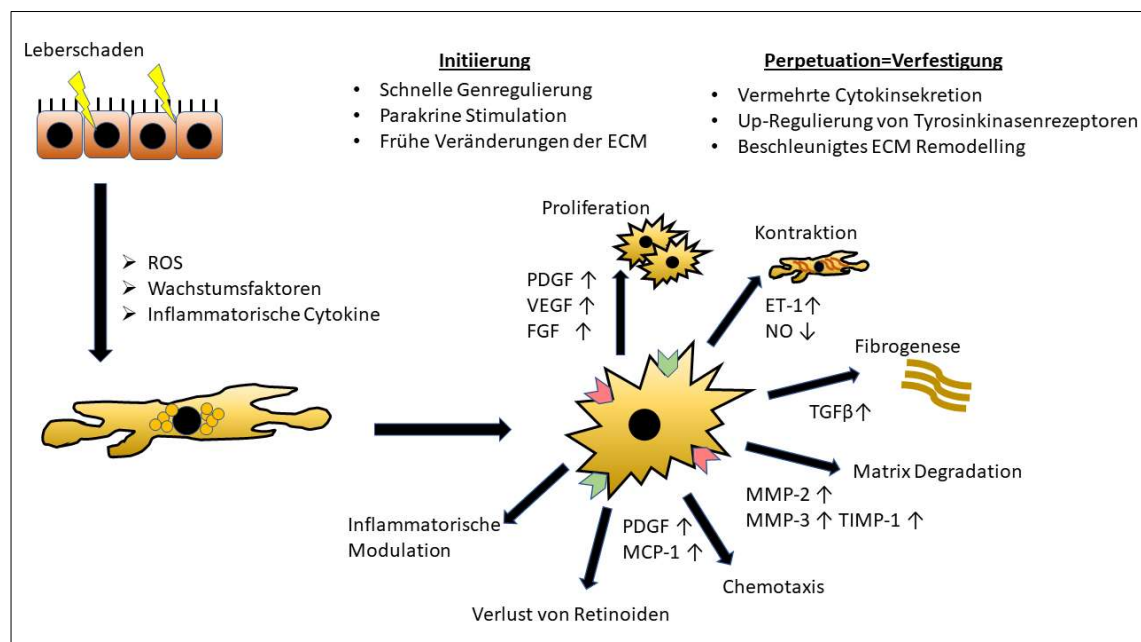 Leberschaden
Initiierung
• Schnelle Genregulierung
• Parakrine Stimulation
• Frühe Veränderungen der ECM
Perpetuation=Verfestigung
• Vermehrte Cytokinsekretion
• Up-Regulierung von Tyrosinkinasenrezeptoren
• Beschleunigtes ECM Remodelling
➢ ROS
➢ Wachstumsfaktoren
➢ Inflammatorische Cytokine
Proliferation
PDGF ↑
VEGF ↑
FGF ↑
Kontraktion
ET-1↑
NO ↓
Fibrogenese
TGFβ↑
Matrix Degradation
MMP-2 ↑
MMP-3 ↑ TIMP-1 ↑
PDGF ↑
MCP-1 ↑
Chemotaxis
Verlust von Retinoiden
Inflammatorische
Modulation